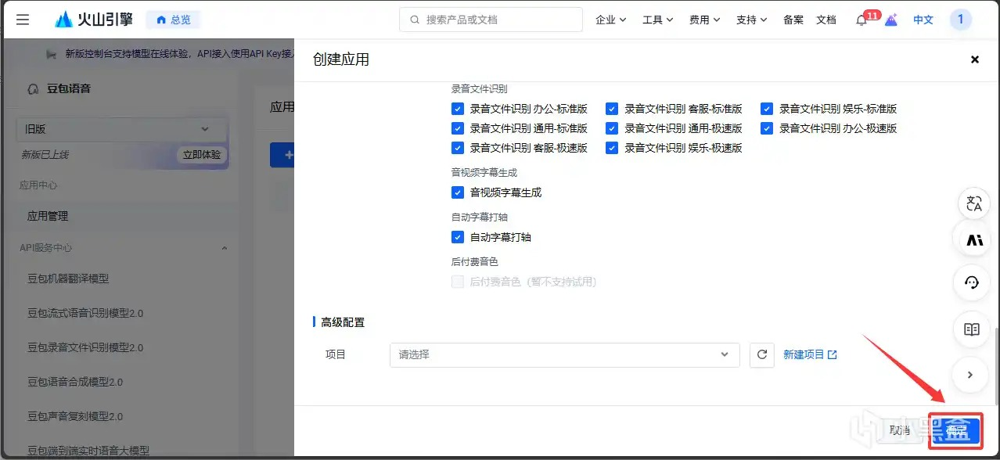 火山引擎
总览
搜索产品或文档
企业
工具
费用
支持
备案
文档
11
中文
1
新版控制台支持模型在线体验，API接入使用API Key接入
豆包语音
旧版
新版已上线
立即体验
应用中心
应用管理
API服务中心
豆包机器翻译模型
豆包流式语音识别模型2.0
豆包录音文件识别模型2.0
豆包语音合成模型2.0
豆包声音复刻模型2.0
豆包端到端实时语音大模型
应用
+
创建应用
录音文件识别
录音文件识别 办公-标准版
录音文件识别 客服-标准版
录音文件识别 娱乐-标准版
录音文件识别 通用-标准版
录音文件识别 通用-极速版
录音文件识别 办公-极速版
录音文件识别 客服-极速版
录音文件识别 娱乐-极速版
音视频字幕生成
音视频字幕生成
自动字幕打轴
自动字幕打轴
后付费音色
后付费音色（暂不支持试用）
高级配置
项目
请选择
新建项目
取消
确定
小黑盒